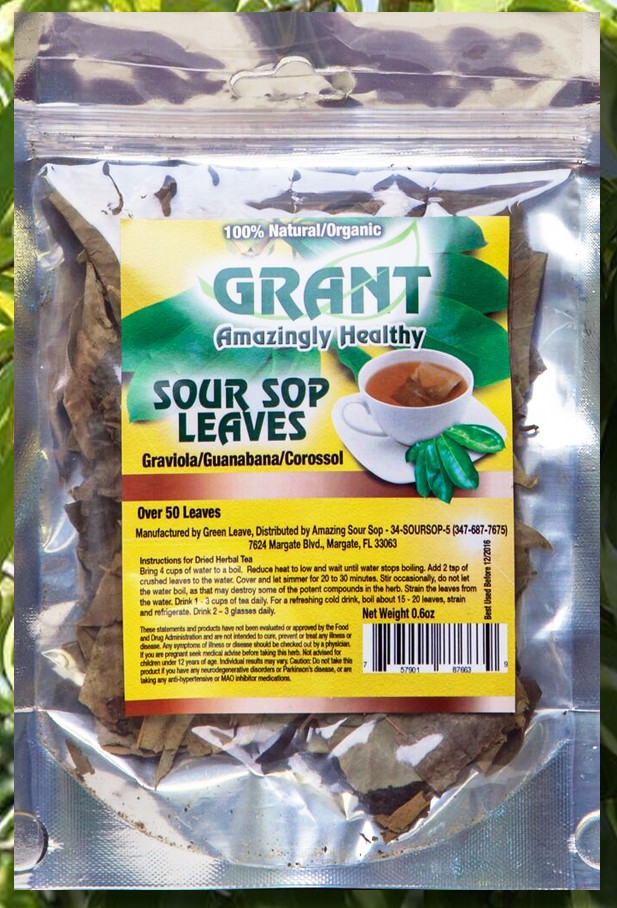 100% Natural/Organic
GRANT
Amazingly Healthy
SOUR SOP
LEAVES
Graviola/Guanabana/Corossol
Over 50 Leaves
Manufactured by Green Leave, Distributed by Amazing Sour Sop - 34-SOURSOP-5 (347-687-7675)
7624 Margate Blvd., Margate, FL 33063
Instructions for Dried Herbal Tea
Bring 4 cups of water to a boil. Reduce heat to low and wait until water stops boiling. Add 2 tap of
crushed leaves to the water. Cover and let simmer for 20 to 30 minutes. Stir occasionally, do not let
the water boil, as that may destroy some of the potent compounds in the herb. Strain the leaves from
the water. Drink 1 - 3 cups of tea daily. For a refreshing cold drink, boil about 15 - 20 leaves, strain
and refrigerate. Drink 2 - 3 glasses daily.
Best Used Before 12/2016
Net Weight 0.6oz
These statements and products have not been evaluated or approved by the Food
and Drug Administration and are not intended to cure, prevent or treat any illness or
disease. Any symptoms of illness or disease should be checked out by a physician.
If you are pregnant seek medical advise before taking this herb. Not advised for
children under 12 years of age. Individual results may vary. Caution: Do not take this
product if you have any neurodegenerative disorders or Parkinson's disease, or are
taking any anti-hypertensive or MAO inhibitor medications.
7 57901 87663 9